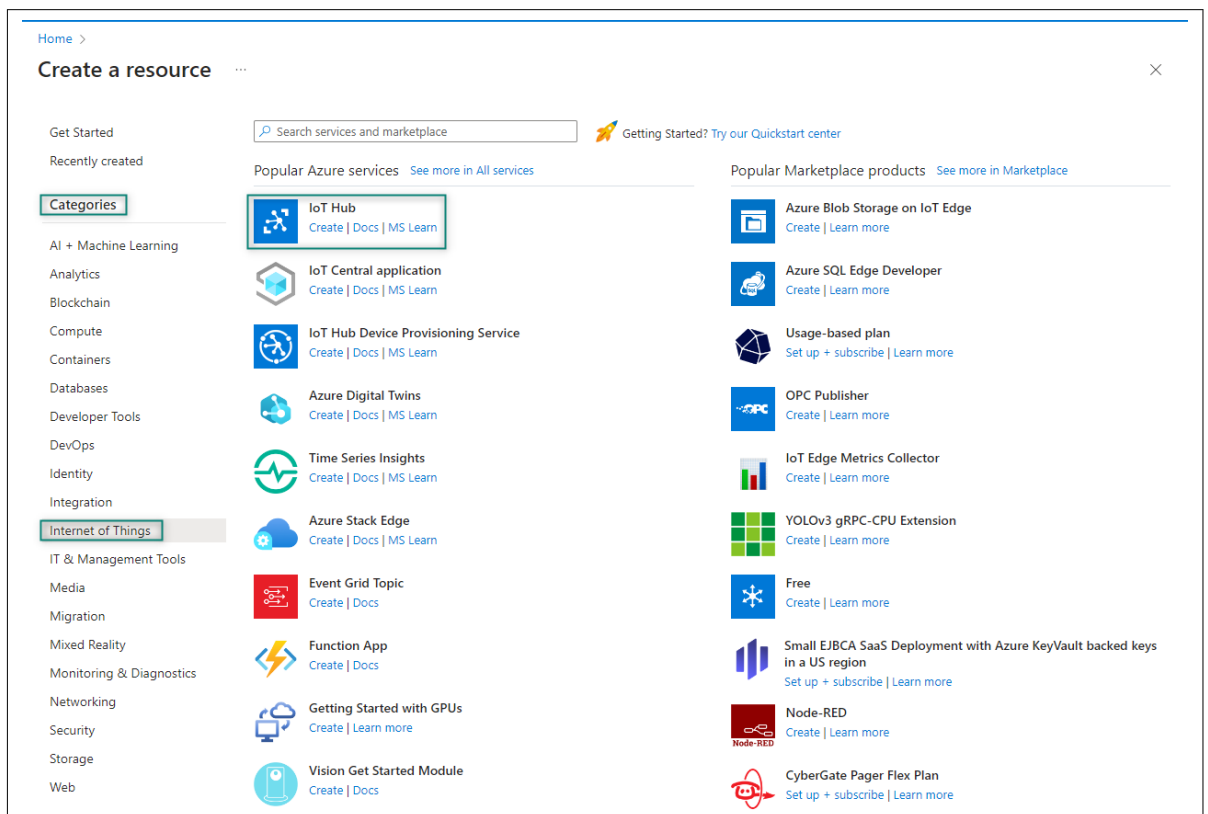 Home >
Create a resource ...
Get Started
Recently created
Categories
AI + Machine Learning
Analytics
Blockchain
Compute
Containers
Databases
Developer Tools
DevOps
Identity
Integration
Internet of Things
IT & Management Tools
Media
Migration
Mixed Reality
Monitoring & Diagnostics
Networking
Security
Storage
Web
Search services and marketplace
Getting Started? Try our Quickstart center
Popular Azure services See more in All services
IoT Hub
Create | Docs | MS Learn
IoT Central application
Create | Docs | MS Learn
IoT Hub Device Provisioning Service
Create | Docs | MS Learn
Azure Digital Twins
Create | Docs | MS Learn
Time Series Insights
Create | Docs | MS Learn
Azure Stack Edge
Create | Docs | MS Learn
Event Grid Topic
Create | Docs
Function App
Create | Docs
Getting Started with GPUs
Create | Learn more
Vision Get Started Module
Create | Docs
Popular Marketplace products See more in Marketplace
Azure Blob Storage on IoT Edge
Create | Learn more
SQL
Azure SQL Edge Developer
Create | Learn more
Usage-based plan
Set up + subscribe | Learn more
OPC
OPC Publisher
Create | Learn more
IoT Edge Metrics Collector
Create | Learn more
YOLOv3 gRPC-CPU Extension
Create | Learn more
Free
Create | Learn more
Small EJBCA SaaS Deployment with Azure KeyVault backed keys
in a US region
Set up + subscribe | Learn more
Node-RED
Node-RED
Create | Learn more
CyberGate Pager Flex Plan
Set up + subscribe | Learn more